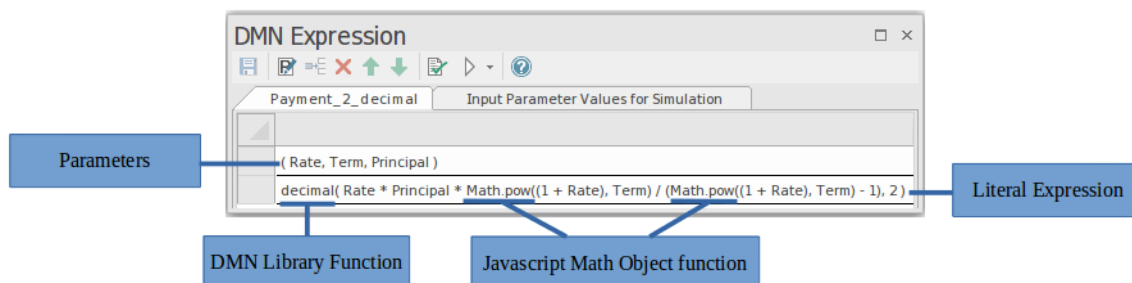 DMN Expression
Payment_2_decimal
Input Parameter Values for Simulation
Parameters
( Rate, Term, Principal )
decimal( Rate * Principal * Math.pow((1 + Rate), Term) / (Math.pow((1 + Rate), Term) - 1), 2 )
Literal Expression
DMN Library Function
Javascript Math Object function